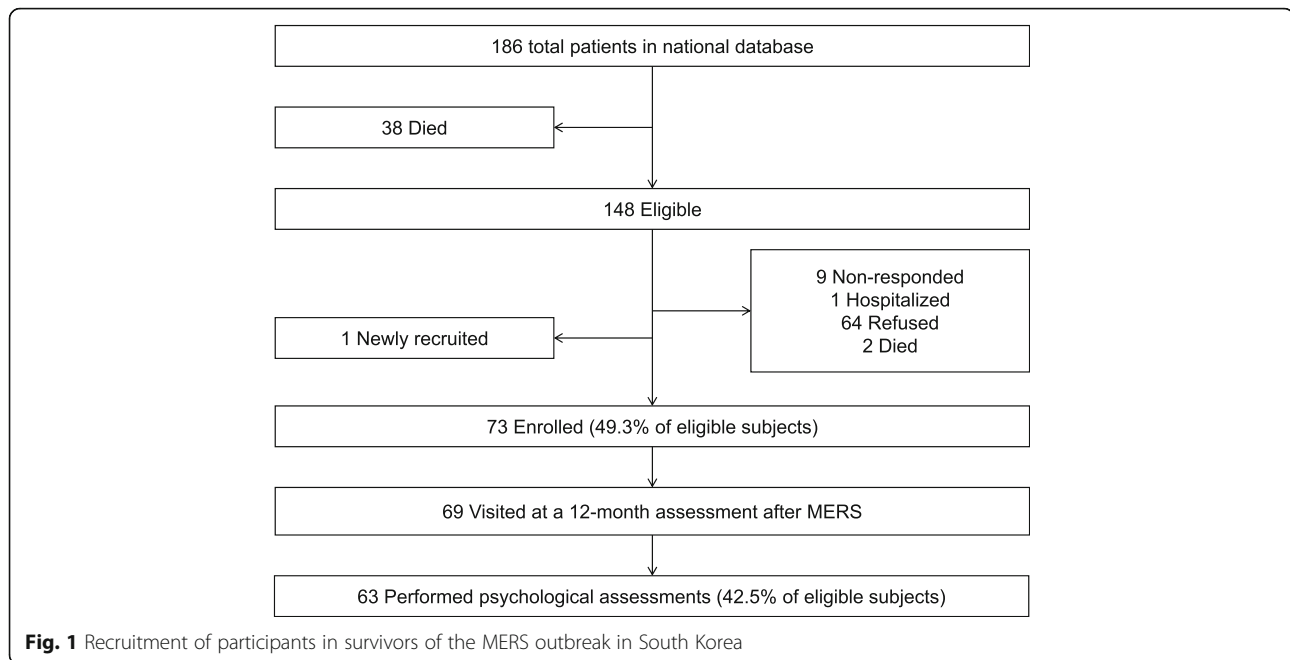 186 total patients in national database
38 Died
148 Eligible
9 Non-responded
1 Hospitalized
64 Refused
2 Died
1 Newly recruited
73 Enrolled (49.3% of eligible subjects)
69 Visited at a 12-month assessment after MERS
63 Performed psychological assessments (42.5% of eligible subjects)
Fig. 1 Recruitment of participants in survivors of the MERS outbreak in South Korea